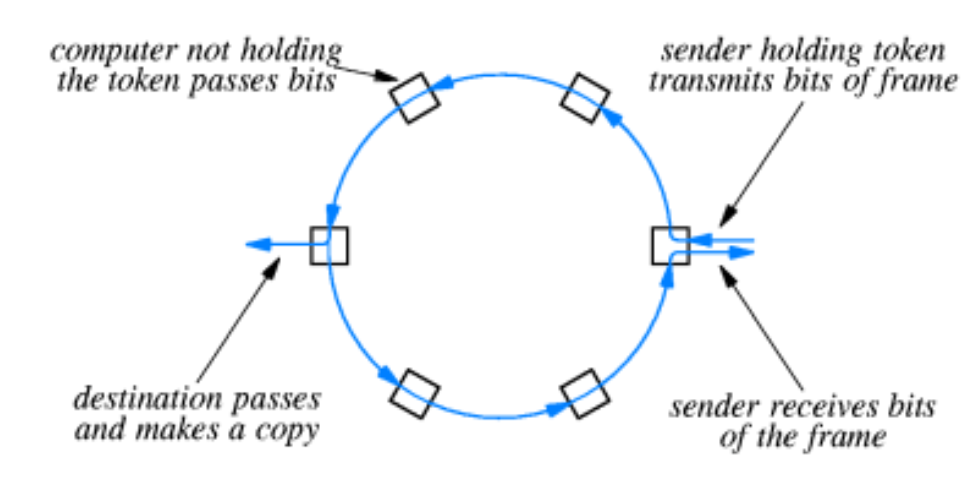 computer not holding
the token passes bits
sender holding token
transmits bits of frame
destination passes
and makes a copy
sender receives bits
of the frame